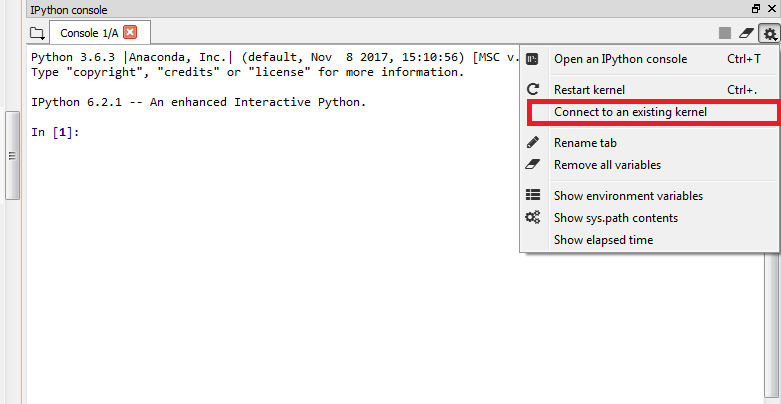 IPython console
Console 1/A
Python 3.6.3 |Anaconda, Inc.| (default, Nov  8 2017, 15:10:56) [MSC v.
Type "copyright", "credits" or "license" for more information.
IPython 6.2.1 -- An enhanced Interactive Python.
In [1]:
Open an IPython console Ctrl+T
Restart kernel Ctrl+.
Connect to an existing kernel
Rename tab
Remove all variables
Show environment variables
Show sys.path contents
Show elapsed time